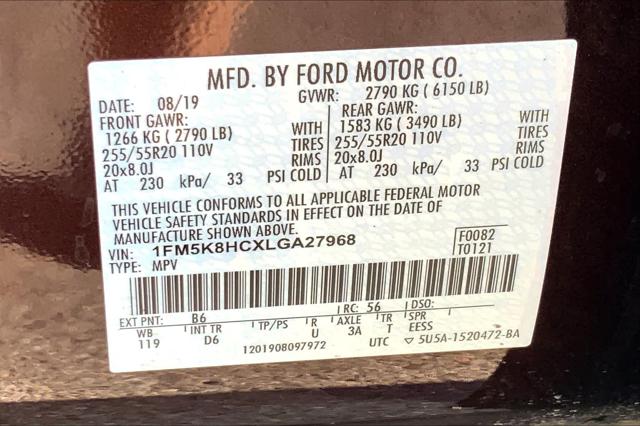 MFD. BY FORD MOTOR CO.
DATE: 08/19 GVWR: 2790 KG ( 6150 LB)
FRONT GAWR: REAR GAWR:
1266 KG ( 2790 LB) 1583 KG ( 3490 LB)
255/55R20 110V TIRES 255/55R20 110V TIRES
20x8.0J RIMS 20x8.0J RIMS
AT 230 kPa/ 33 PSI COLD AT 230 kPa/ 33 PSI COLD
THIS VEHICLE CONFORMS TO ALL APPLICABLE FEDERAL MOTOR
VEHICLE SAFETY STANDARDS IN EFFECT ON THE DATE OF
MANUFACTURE SHOWN ABOVE.
VIN: 1FM5K8HCXLGA27968 F0082
TYPE: MPV T0121
EXT PNT: B6 RC: 56 DSO:
WB INT TR TP/PS R AXLE TR SPR
119 D6 U 3A T EESS
1201908097972 UTC ▽ 5U5A-1520472-BA